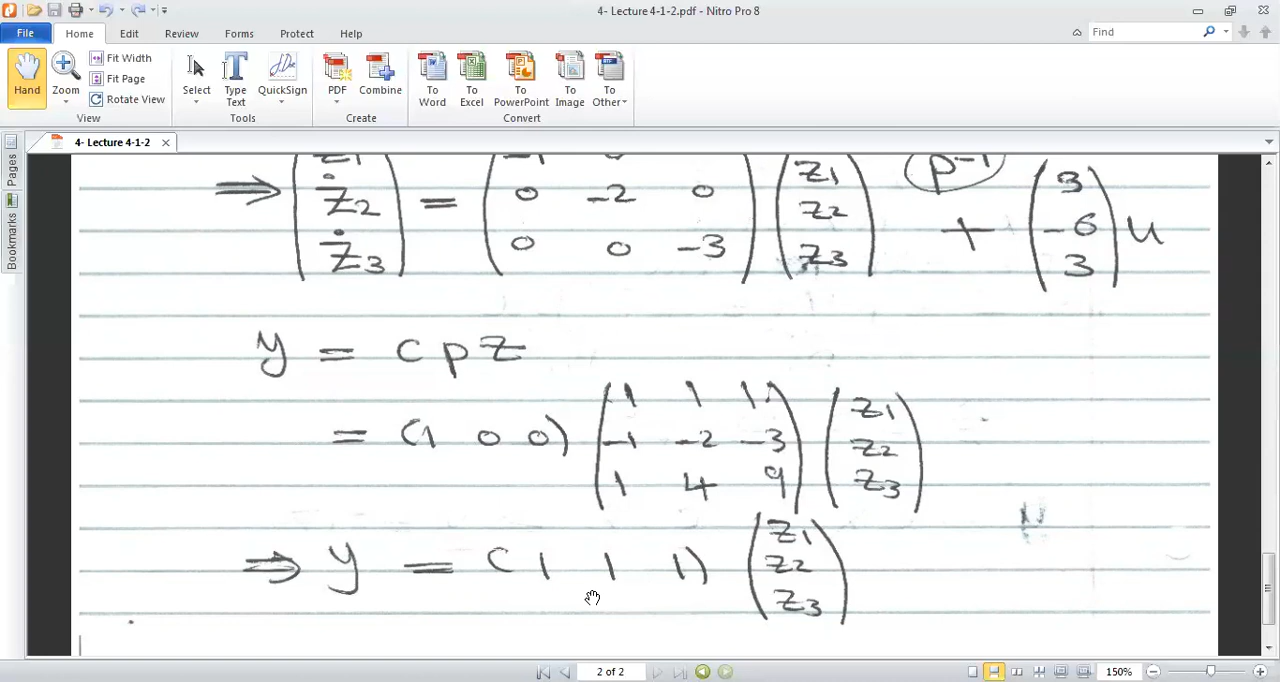 4- Lecture 4-1-2.pdf - Nitro Pro 8
File Home Edit Review Forms Protect Help Find
Hand Zoom Fit Width Fit Page Rotate View View
Select Type Text QuickSign Tools
PDF Combine Create
To Word To Excel To PowerPoint To Image To Other Convert
4- Lecture 4-1-2
Pages
Bookmarks
⇒ ( ż1 ż2 ż3 ) = ( -1 0 0 -2 0 0 0 -3 ) ( z1 z2 z3 ) + p-1 ( 3 -6 3 ) u
y = c p z
= (1 0 0) ( 1 1 1 -1 -2 -3 1 4 9 ) ( z1 z2 z3 )
⇒ y = (1 1 1) ( z1 z2 z3 )
2 of 2 150%